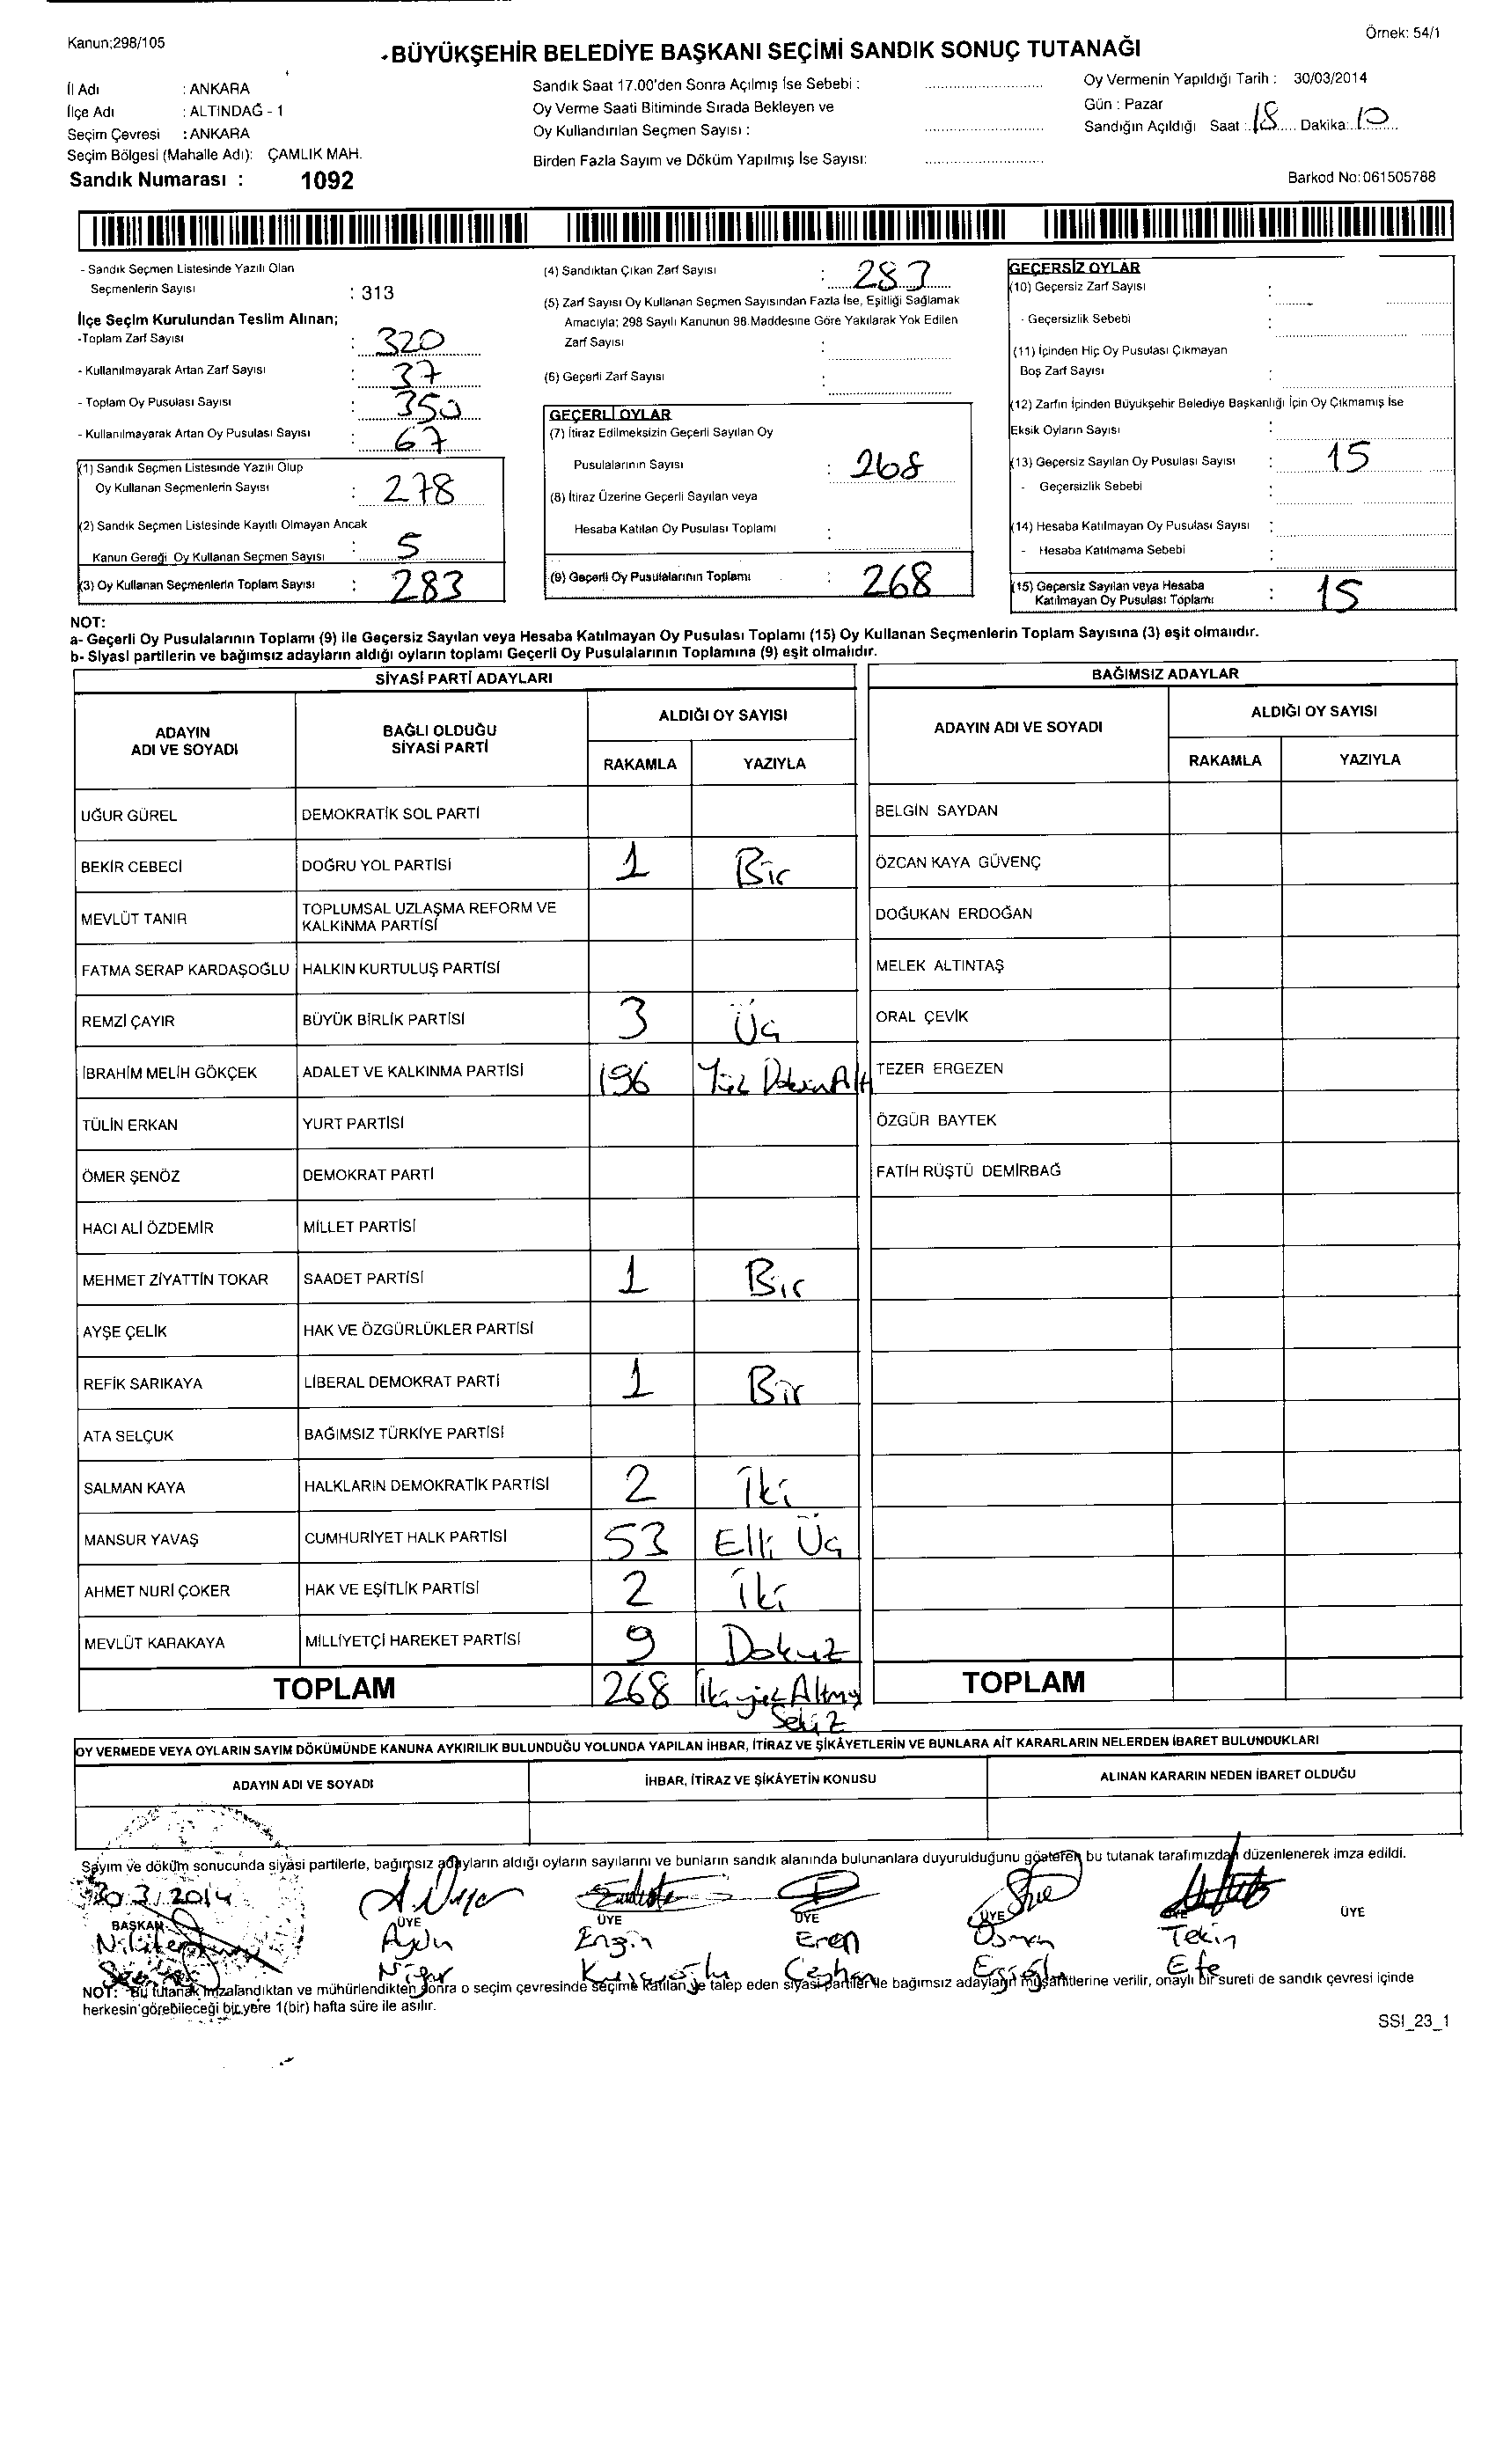 Kanun;298/105
Örnek: 54/1
-BÜYÜKŞEHİR BELEDİYE BAŞKANI SEÇİMİ SANDIK SONUÇ TUTANAĞI
İl Adı : ANKARA
İlçe Adı : ALTINDAĞ - 1
Seçim Çevresi : ANKARA
Seçim Bölgesi (Mahalle Adı): ÇAMLIK MAH.
Sandık Numarası : 1092
Sandık Saat 17.00'den Sonra Açılmış İse Sebebi :
Oy Verme Saati Bitiminde Sırada Bekleyen ve
Oy Kullandırılan Seçmen Sayısı :
Birden Fazla Sayım ve Döküm Yapılmış İse Sayısı:
Oy Vermenin Yapıldığı Tarih : 30/03/2014
Gün : Pazar
Sandığın Açıldığı Saat : 18 Dakika: 10
Barkod No:061505788
- Sandık Seçmen Listesinde Yazılı Olan
Seçmenlerin Sayısı : 313
İlçe Seçim Kurulundan Teslim Alınan;
-Toplam Zarf Sayısı : 320
- Kullanılmayarak Artan Zarf Sayısı : 37
- Toplam Oy Pusulası Sayısı : 350
- Kullanılmayarak Artan Oy Pusulası Sayısı : 67
(1) Sandık Seçmen Listesinde Yazılı Olup
Oy Kullanan Seçmenlerin Sayısı : 278
(2) Sandık Seçmen Listesinde Kayıtlı Olmayan Ancak
Kanun Gereği Oy Kullanan Seçmen Sayısı : 5
(3) Oy Kullanan Seçmenlerin Toplam Sayısı : 283
(4) Sandıktan Çıkan Zarf Sayısı : 283
(5) Zarf Sayısı Oy Kullanan Seçmen Sayısından Fazla İse, Eşitliği Sağlamak
Amacıyla; 298 Sayılı Kanunun 98.Maddesine Göre Yakılarak Yok Edilen
Zarf Sayısı :
(6) Geçerli Zarf Sayısı :
GEÇERLİ OYLAR
(7) İtiraz Edilmeksizin Geçerli Sayılan Oy
Pusulalarının Sayısı : 268
(8) İtiraz Üzerine Geçerli Sayılan veya
Hesaba Katılan Oy Pusulası Toplamı :
(9) Geçerli Oy Pusulalarının Toplamı : 268
GEÇERSİZ OYLAR
(10) Geçersiz Zarf Sayısı :
- Geçersizlik Sebebi :
(11) İçinden Hiç Oy Pusulası Çıkmayan
Boş Zarf Sayısı :
(12) Zarfın İçinden Büyükşehir Belediye Başkanlığı İçin Oy Çıkmamış İse
Eksik Oyların Sayısı :
(13) Geçersiz Sayılan Oy Pusulası Sayısı : 15
- Geçersizlik Sebebi :
(14) Hesaba Katılmayan Oy Pusulası Sayısı :
- Hesaba Katılmama Sebebi :
(15) Geçersiz Sayılan veya Hesaba
Katılmayan Oy Pusulası Toplamı : 15
NOT:
a- Geçerli Oy Pusulalarının Toplamı (9) ile Geçersiz Sayılan veya Hesaba Katılmayan Oy Pusulası Toplamı (15) Oy Kullanan Seçmenlerin Toplam Sayısına (3) eşit olmalıdır.
b- Siyasi partilerin ve bağımsız adayların aldığı oyların toplamı Geçerli Oy Pusulalarının Toplamına (9) eşit olmalıdır.
SİYASİ PARTİ ADAYLARI
ADAYIN ADI VE SOYADI
BAĞLI OLDUĞU SİYASİ PARTİ
ALDIĞI OY SAYISI
RAKAMLA YAZIYLA
UĞUR GÜREL DEMOKRATİK SOL PARTİ
BEKİR CEBECİ DOĞRU YOL PARTİSİ 1 Bir
MEVLÜT TANIR TOPLUMSAL UZLAŞMA REFORM VE
KALKINMA PARTİSİ
FATMA SERAP KARDAŞOĞLU HALKIN KURTULUŞ PARTİSİ
REMZİ ÇAYIR BÜYÜK BİRLİK PARTİSİ 3 Üç
İBRAHİM MELİH GÖKÇEK ADALET VE KALKINMA PARTİSİ 196 Yüz Doksan Altı
TÜLİN ERKAN YURT PARTİSİ
ÖMER ŞENÖZ DEMOKRAT PARTİ
HACI ALİ ÖZDEMİR MİLLET PARTİSİ
MEHMET ZİYATTİN TOKAR SAADET PARTİSİ 1 Bir
AYŞE ÇELİK HAK VE ÖZGÜRLÜKLER PARTİSİ
REFİK SARIKAYA LİBERAL DEMOKRAT PARTİ 1 Bir
ATA SELÇUK BAĞIMSIZ TÜRKİYE PARTİSİ
SALMAN KAYA HALKLARIN DEMOKRATİK PARTİSİ 2 İki
MANSUR YAVAŞ CUMHURİYET HALK PARTİSİ 53 Elli Üç
AHMET NURİ ÇOKER HAK VE EŞİTLİK PARTİSİ 2 İki
MEVLÜT KARAKAYA MİLLİYETÇİ HAREKET PARTİSİ 9 Dokuz
TOPLAM 268 İkiyüz Altmış
Sekiz
BAĞIMSIZ ADAYLAR
ADAYIN ADI VE SOYADI
ALDIĞI OY SAYISI
RAKAMLA YAZIYLA
BELGİN SAYDAN
ÖZCAN KAYA GÜVENÇ
DOĞUKAN ERDOĞAN
MELEK ALTINTAŞ
ORAL ÇEVİK
TEZER ERGEZEN
ÖZGÜR BAYTEK
FATİH RÜŞTÜ DEMİRBAĞ
TOPLAM
OY VERMEDE VEYA OYLARIN SAYIM DÖKÜMÜNDE KANUNA AYKIRILIK BULUNDUĞU YOLUNDA YAPILAN İHBAR, İTİRAZ VE ŞİKÂYETLERİN VE BUNLARA AİT KARARLARIN NELERDEN İBARET BULUNDUKLARI
ADAYIN ADI VE SOYADI
İHBAR, İTİRAZ VE ŞİKÂYETİN KONUSU
ALINAN KARARIN NEDEN İBARET OLDUĞU
Sayım ve döküm sonucunda siyasi partilerle, bağımsız adayların aldığı oyların sayılarını ve bunların sandık alanında bulunanlara duyurulduğunu gösteren bu tutanak tarafımızdan düzenlenerek imza edildi.
30.3.2014
BAŞKAN ÜYE ÜYE ÜYE ÜYE ÜYE ÜYE
Aydın Engin Eren Osman Tekin
Nigar Ceyhan Efe
NOT: Bu tutanak imzalandıktan ve mühürlendikten sonra o seçim çevresinde seçime katılan ve talep eden siyasi partiler ile bağımsız adayların müşahitlerine verilir, onaylı bir sureti de sandık çevresi içinde
herkesin görebileceği bir yere 1(bir) hafta süre ile asılır.
SSI_23_1